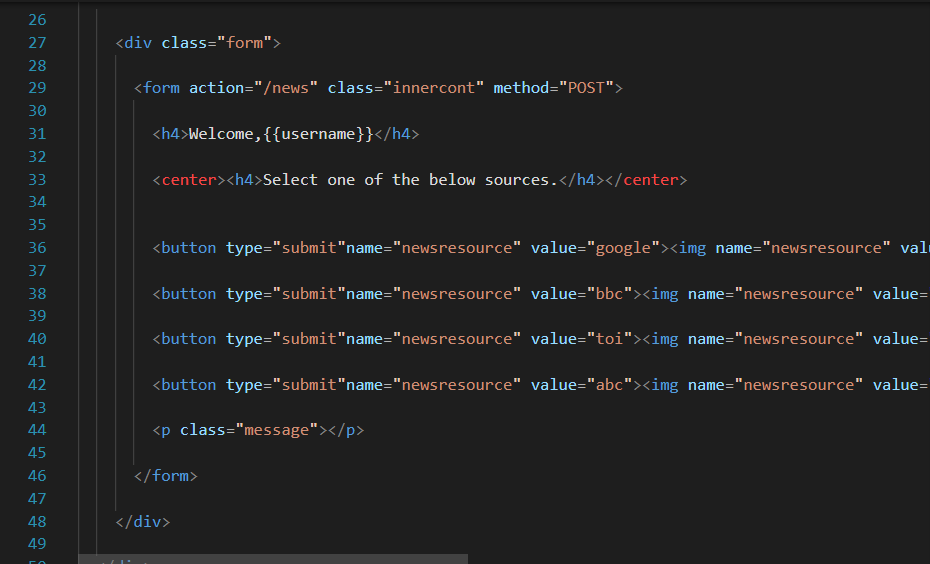 26
27 <div class="form">
28
29 <form action="/news" class="innercont" method="POST">
30
31 <h4>Welcome,{{username}}</h4>
32
33 <center><h4>Select one of the below sources.</h4></center>
34
35
36 <button type="submit"name="newsresource" value="google"><img name="newsresource" val
37
38 <button type="submit"name="newsresource" value="bbc"><img name="newsresource" value=
39
40 <button type="submit"name="newsresource" value="toi"><img name="newsresource" value=
41
42 <button type="submit"name="newsresource" value="abc"><img name="newsresource" value=
43
44 <p class="message"></p>
45
46 </form>
47
48 </div>
49